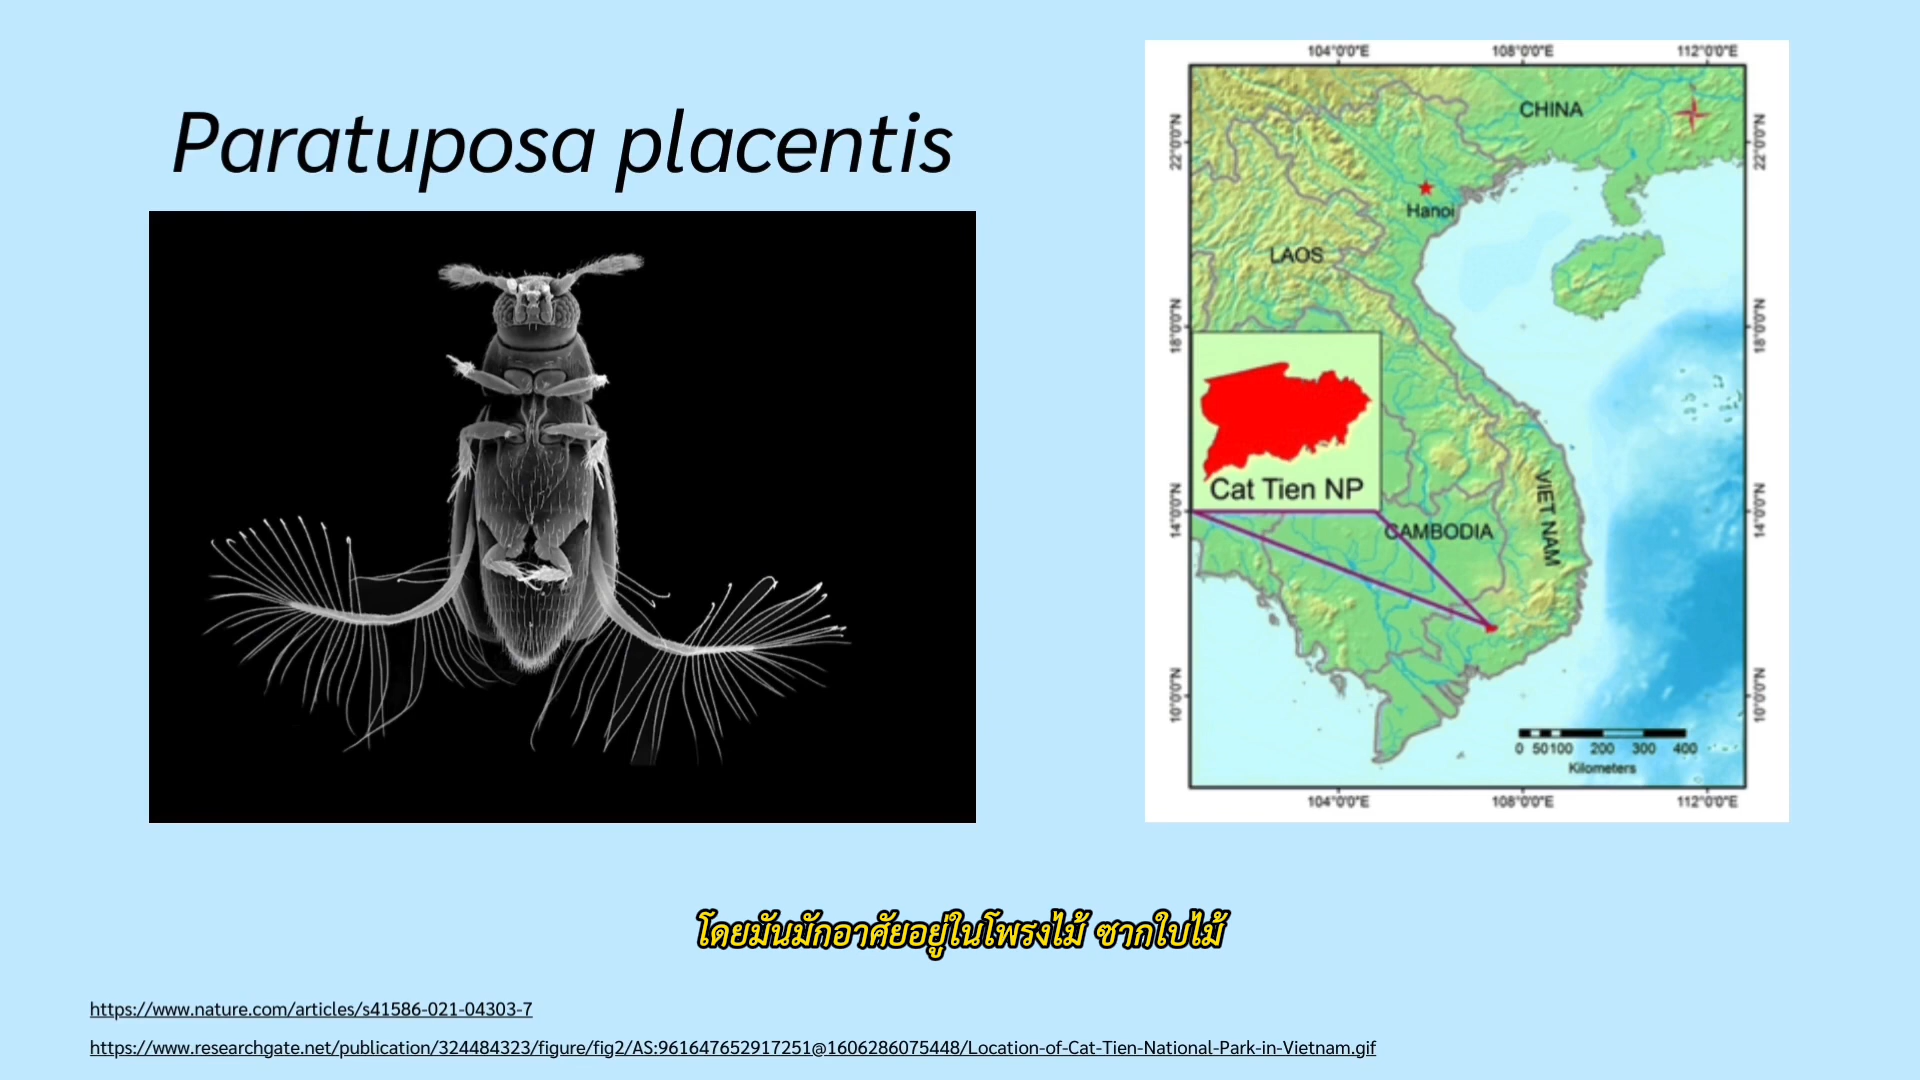 Paratuposa placentis
104°0'0"E 108°0'0"E 112°0'0"E
22°0'0"N 22°0'0"N
CHINA
Hanoi
LAOS
18°0'0"N 18°0'0"N
Cat Tien NP
14°0'0"N 14°0'0"N
CAMBODIA
VIET NAM
10°0'0"N 10°0'0"N
0 50 100 200 300 400
Kilometers
104°0'0"E 108°0'0"E 112°0'0"E
โดยมันมักอาศัยอยู่ในโพรงไม้ ซากใบไม้
https://www.nature.com/articles/s41586-021-04303-7
https://www.researchgate.net/publication/324484323/figure/fig2/AS:961647652917251@1606286075448/Location-of-Cat-Tien-National-Park-in-Vietnam.gif